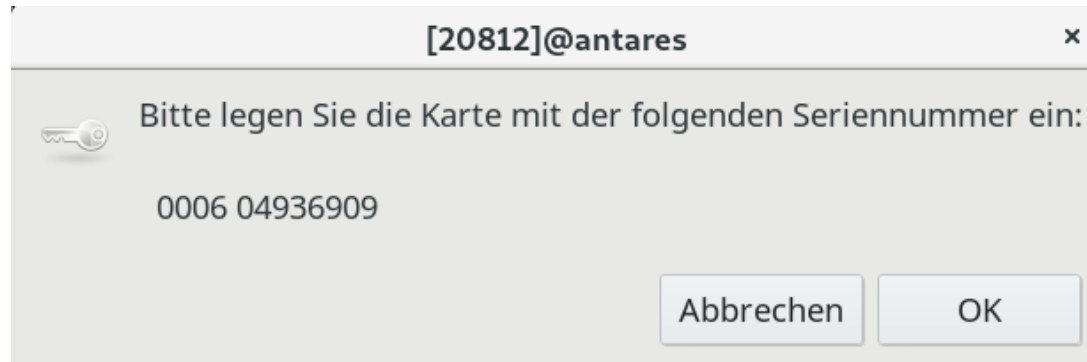 [20812]@antares
Bitte legen Sie die Karte mit der folgenden Seriennummer ein:
0006 04936909
Abbrechen
OK